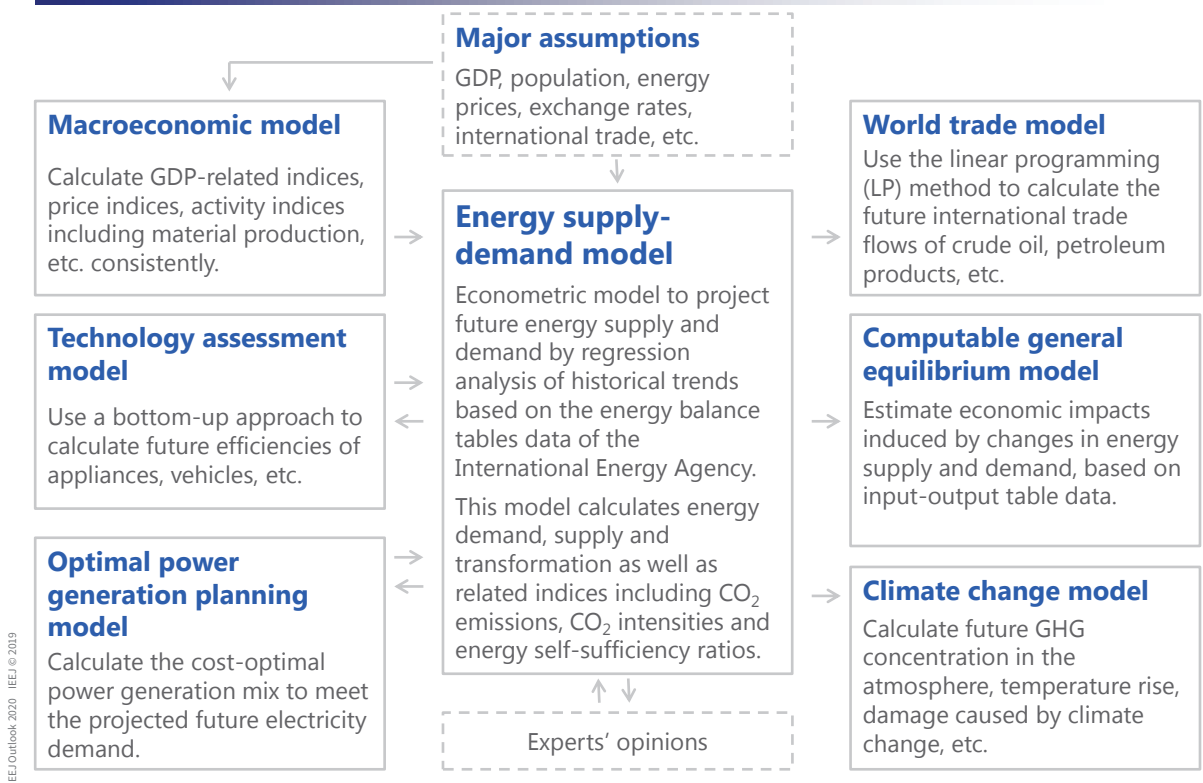 Major assumptions
GDP, population, energy
prices, exchange rates,
international trade, etc.
Macroeconomic model
Calculate GDP-related indices,
price indices, activity indices
including material production,
etc. consistently.
Technology assessment
model
Use a bottom-up approach to
calculate future efficiencies of
appliances, vehicles, etc.
Optimal power
generation planning
model
Calculate the cost-optimal
power generation mix to meet
the projected future electricity
demand.
Energy supply-
demand model
Econometric model to project
future energy supply and
demand by regression
analysis of historical trends
based on the energy balance
tables data of the
International Energy Agency.
This model calculates energy
demand, supply and
transformation as well as
related indices including CO₂
emissions, CO₂ intensities and
energy self-sufficiency ratios.
Experts’ opinions
World trade model
Use the linear programming
(LP) method to calculate the
future international trade
flows of crude oil, petroleum
products, etc.
Computable general
equilibrium model
Estimate economic impacts
induced by changes in energy
supply and demand, based on
input-output table data.
Climate change model
Calculate future GHG
concentration in the
atmosphere, temperature rise,
damage caused by climate
change, etc.
EEJ Outlook 2020 IEEJ © 2019